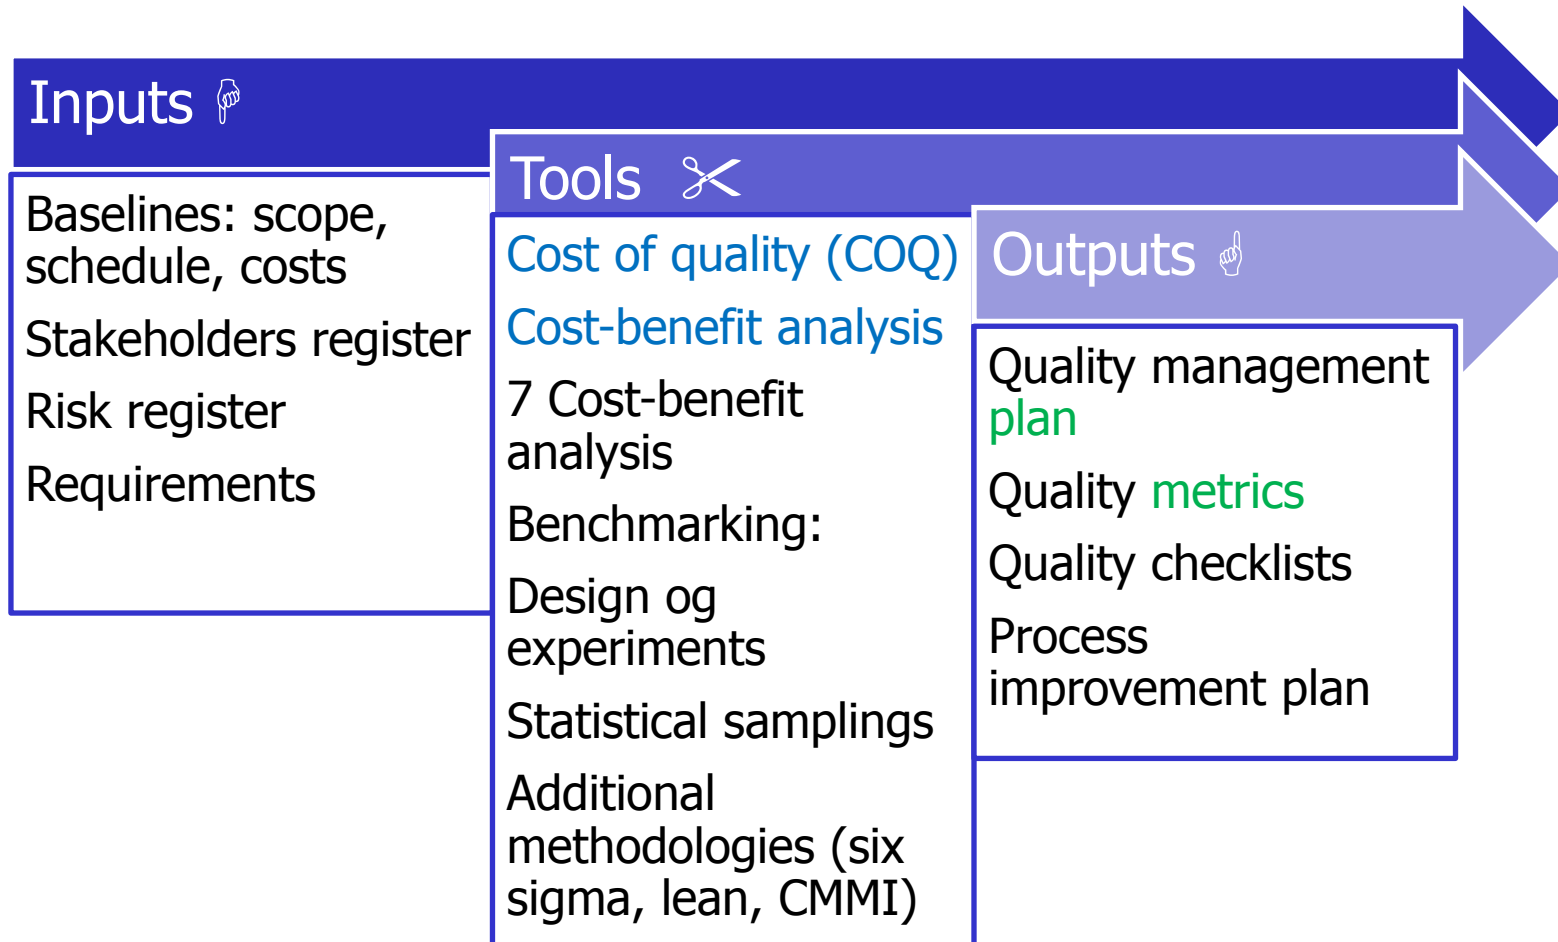 Inputs
Baselines: scope,
schedule, costs
Stakeholders register
Risk register
Requirements
Tools
Cost of quality (COQ)
Cost-benefit analysis
7 Cost-benefit
analysis
Benchmarking:
Design og
experiments
Statistical samplings
Additional
methodologies (six
sigma, lean, CMMI)
Outputs
Quality management
plan
Quality metrics
Quality checklists
Process
improvement plan